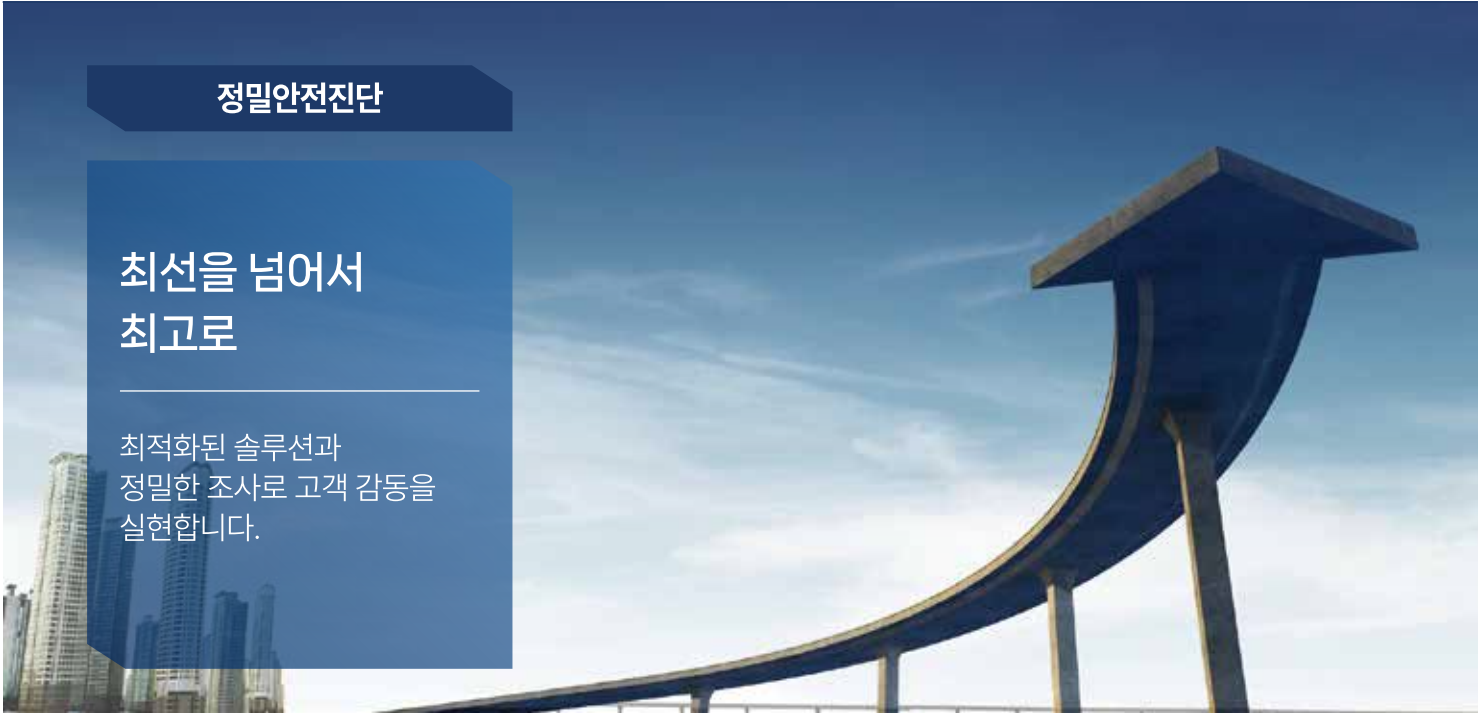 정밀안전진단
최선을 넘어서
최고로
최적화된 솔루션과
정밀한 조사로 고객 감동을
실현합니다.